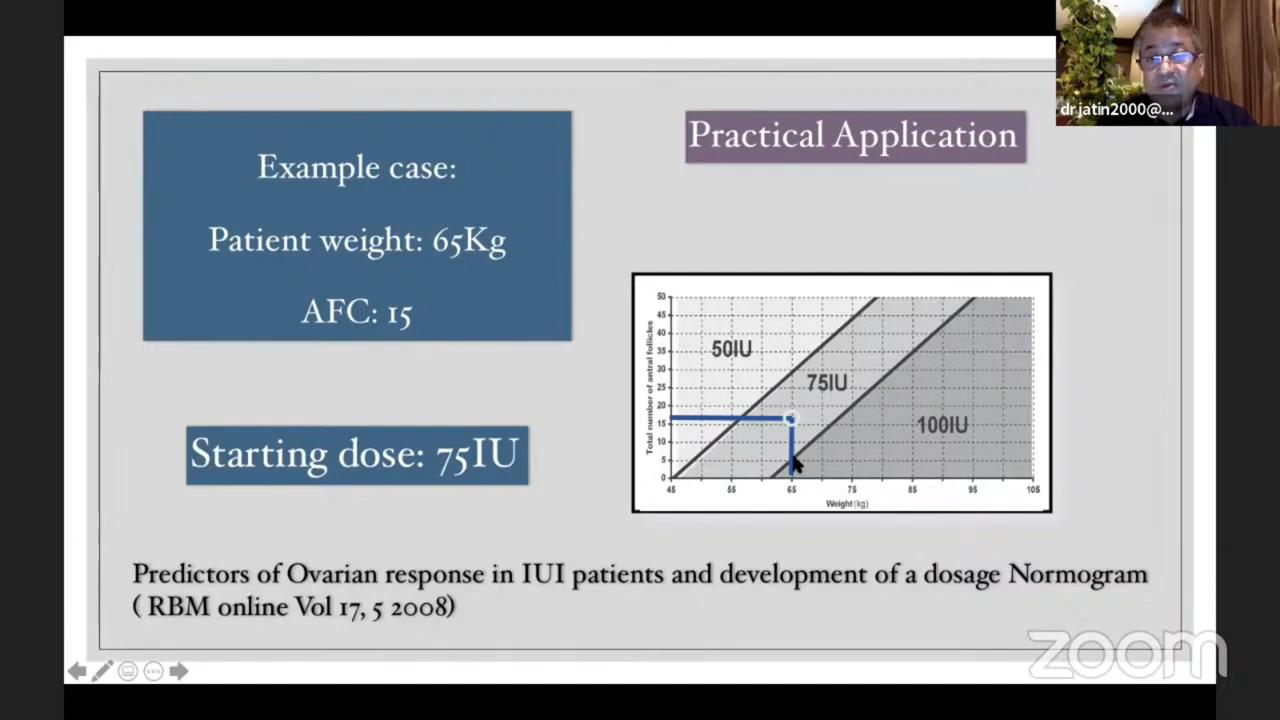 drjatin2000@...
Example case:
Patient weight: 65Kg
AFC: 15
Practical Application
Starting dose: 75IU
Total number of antral follicles
50
45
40
35
30
25
20
15
10
5
0
50IU
75IU
100IU
45 55 65 75 85 95 105
Weight (kg)
Predictors of Ovarian response in IUI patients and development of a dosage Normogram
( RBM online Vol 17, 5 2008)
zoom